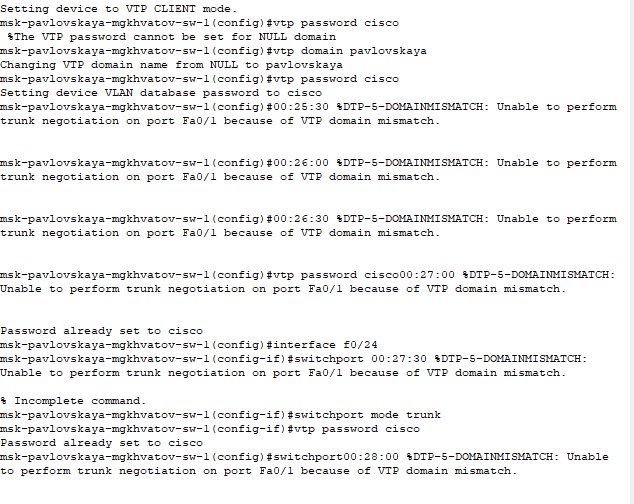 Setting device to VTP CLIENT mode.
msk-pavlovskaya-mgkhvatov-sw-1(config)#vtp password cisco
%The VTP password cannot be set for NULL domain
msk-pavlovskaya-mgkhvatov-sw-1(config)#vtp domain pavlovskaya
Changing VTP domain name from NULL to pavlovskaya
msk-pavlovskaya-mgkhvatov-sw-1(config)#vtp password cisco
Setting device VLAN database password to cisco
msk-pavlovskaya-mgkhvatov-sw-1(config)#00:25:30 %DTP-5-DOMAINMISMATCH: Unable to perform
trunk negotiation on port Fa0/1 because of VTP domain mismatch.
msk-pavlovskaya-mgkhvatov-sw-1(config)#00:26:00 %DTP-5-DOMAINMISMATCH: Unable to perform
trunk negotiation on port Fa0/1 because of VTP domain mismatch.
msk-pavlovskaya-mgkhvatov-sw-1(config)#00:26:30 %DTP-5-DOMAINMISMATCH: Unable to perform
trunk negotiation on port Fa0/1 because of VTP domain mismatch.
msk-pavlovskaya-mgkhvatov-sw-1(config)#vtp password cisco00:27:00 %DTP-5-DOMAINMISMATCH:
Unable to perform trunk negotiation on port Fa0/1 because of VTP domain mismatch.
Password already set to cisco
msk-pavlovskaya-mgkhvatov-sw-1(config)#interface f0/24
msk-pavlovskaya-mgkhvatov-sw-1(config-if)#switchport 00:27:30 %DTP-5-DOMAINMISMATCH:
Unable to perform trunk negotiation on port Fa0/1 because of VTP domain mismatch.
% Incomplete command.
msk-pavlovskaya-mgkhvatov-sw-1(config-if)#switchport mode trunk
msk-pavlovskaya-mgkhvatov-sw-1(config-if)#vtp password cisco
Password already set to cisco
msk-pavlovskaya-mgkhvatov-sw-1(config)#switchport00:28:00 %DTP-5-DOMAINMISMATCH: Unable
to perform trunk negotiation on port Fa0/1 because of VTP domain mismatch.